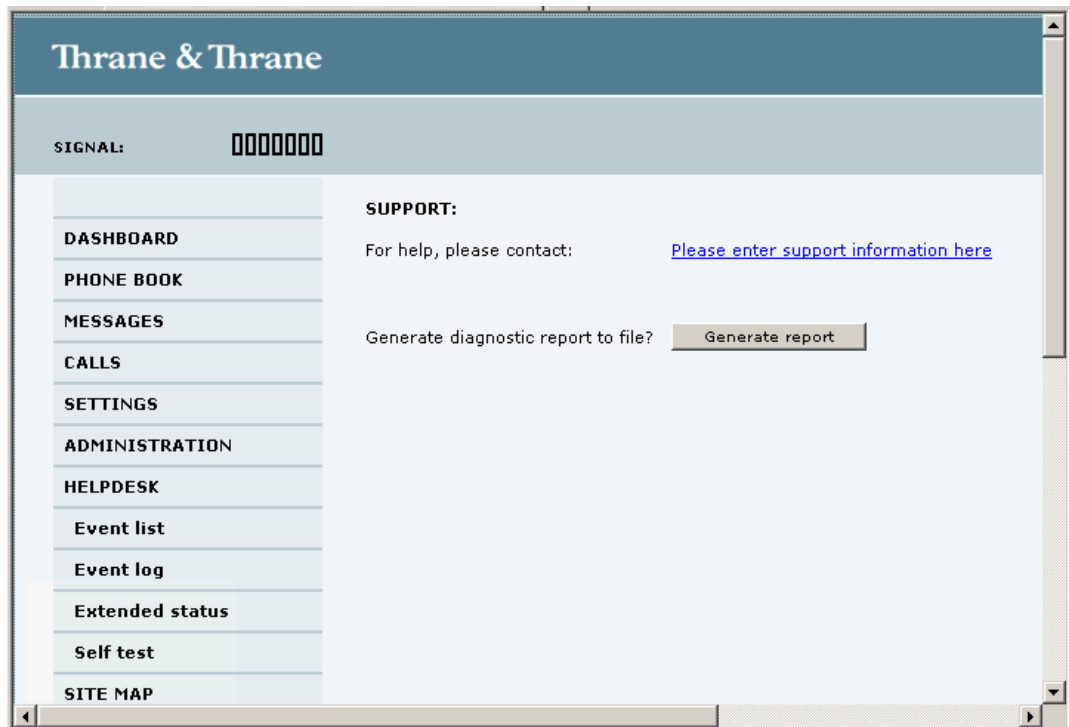 Thrane & Thrane
SIGNAL:
SUPPORT:
For help, please contact: Please enter support information here
Generate diagnostic report to file? Generate report
DASHBOARD
PHONE BOOK
MESSAGES
CALLS
SETTINGS
ADMINISTRATION
HELPDESK
Event list
Event log
Extended status
Self test
SITE MAP